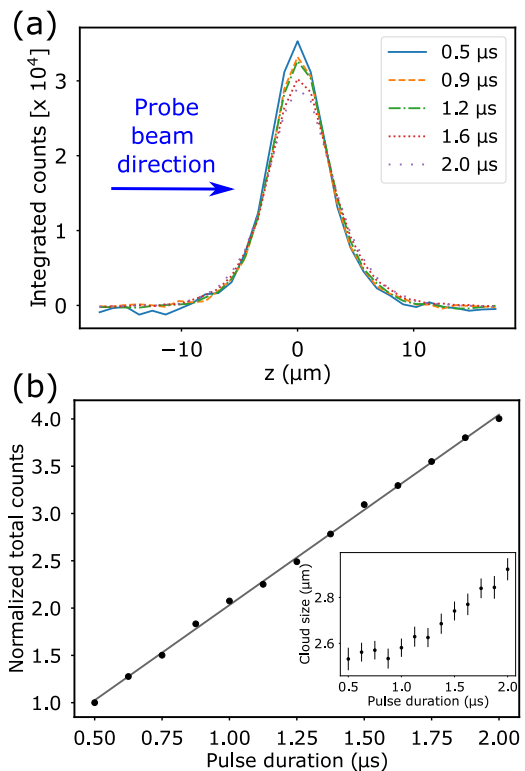 (a)
Integrated counts [x 10⁴]
3
2
1
0
Probe
beam
direction
0.5 μs
0.9 μs
1.2 μs
1.6 μs
2.0 μs
−10
0
10
z (μm)
(b)
Normalized total counts
4.0
3.5
3.0
2.5
2.0
1.5
1.0
Cloud size (μm)
2.8
2.6
0.5
1.0
1.5
2.0
Pulse duration (μs)
0.50
0.75
1.00
1.25
1.50
1.75
2.00
Pulse duration (μs)